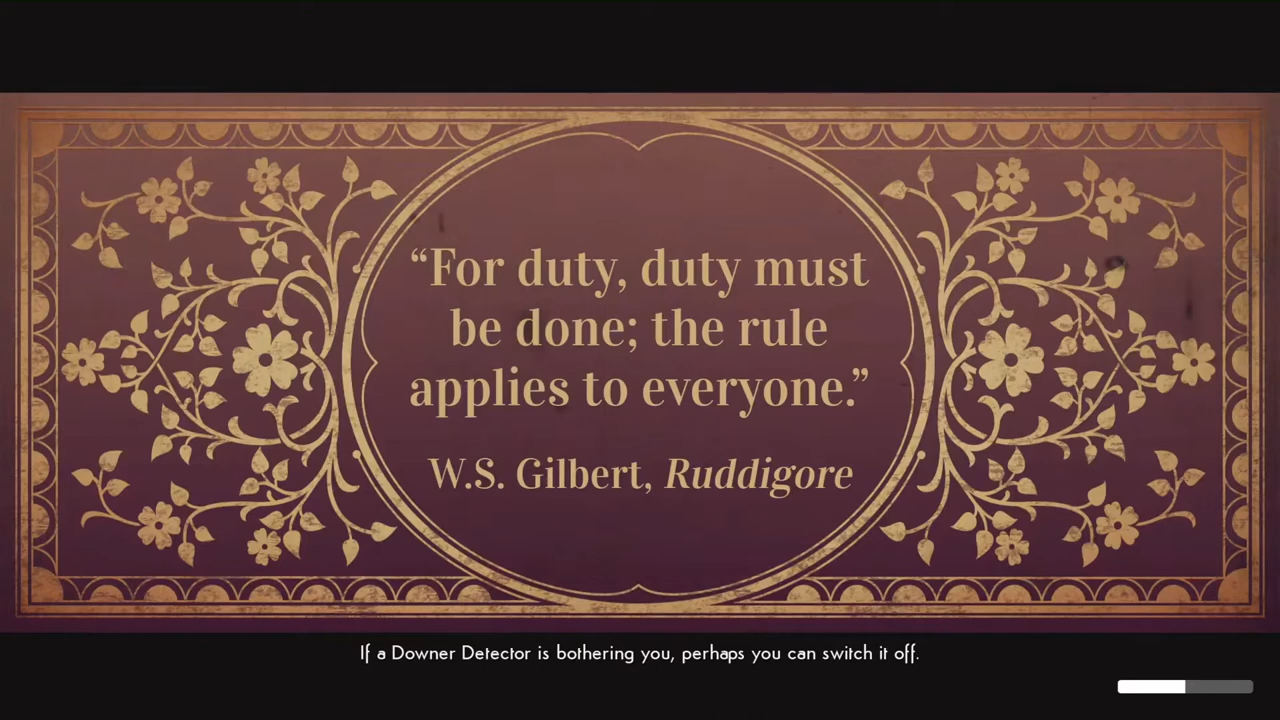 “For duty, duty must
be done; the rule
applies to everyone.”
W.S. Gilbert, Ruddigore
If a Downer Detector is bothering you, perhaps you can switch it off.